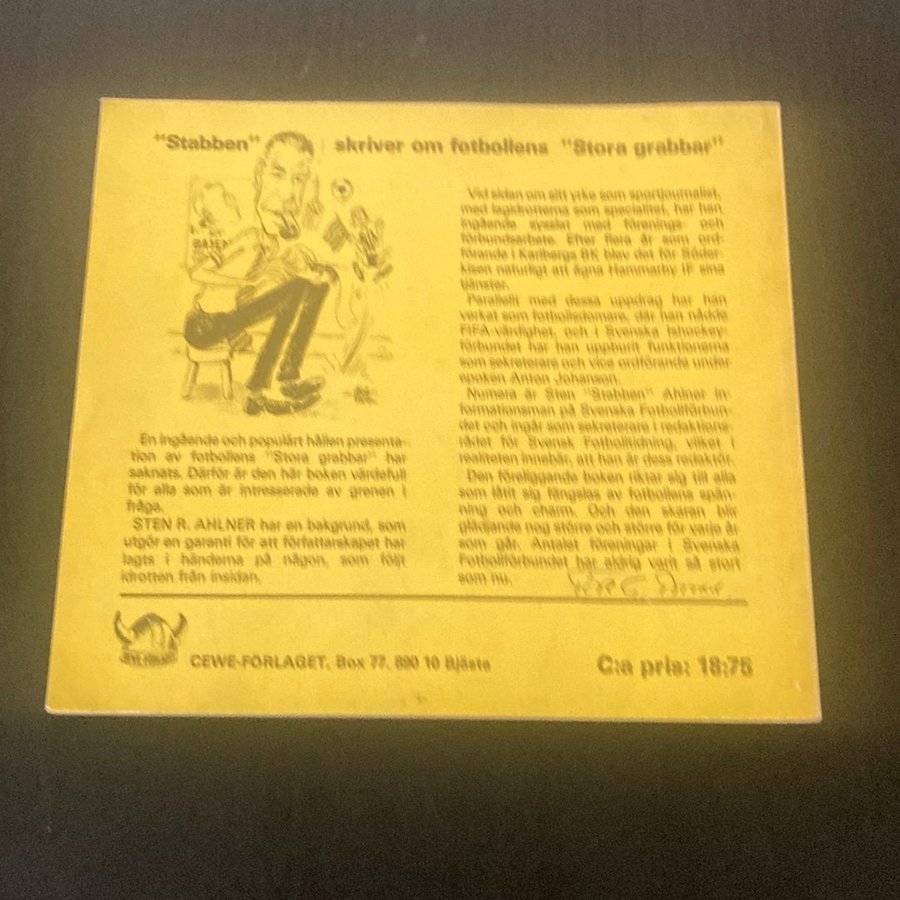 "Stabben" skriver om fotbollens "Stora grabbar"
En ingående och populärt hållen presenta-
tion av fotbollens "Stora grabbar" har
saknats. Därför är den här boken värdefull
för alla som är intresserade av grenen i
fråga.
STEN R. AHLNER har en bakgrund, som
utgör en garanti för att författarskapet har
lagts i händerna på någon, som följt
idrotten från insidan.
Vid sidan om sitt yrke som sportjournalist,
med lagidrotterna som specialitet, har han
ingående sysslat med förenings- och
förbundsarbete. Efter flera år som ord-
förande i Karlbergs BK blev det för Söder-
kisen naturligt att ägna Hammarby IF sina
tjänster.
Parallellt med dessa uppdrag har han
verkat som fotbollsdomare, där han nådde
FIFA-värdighet, och i Svenska Ishockey-
förbundet har han uppburit funktionerna
som sekreterare och vice ordförande under
epoken Anton Johanson.
Numera är Sten "Stabben" Ahlner in
formationsman på Svenska Fotbollförbun-
det och ingår som sekreterare i redaktions-
rådet för Svensk Fotbolltidning, vilket i
realiteten innebär, att han är dess redaktör.
Den föreliggande boken riktar sig till alla
som låtit sig fängslas av fotbollens spän-
ning och charm. Och den skaran blir
glädjande nog större och större för varje år
som går. Antalet föreningar i Svenska
Fotbollförbundet har aldrig varit så stort
som nu.
CEWE-FÖRLAGET, Box 77, 890 10 Bjästa
C:a pris: 18:75